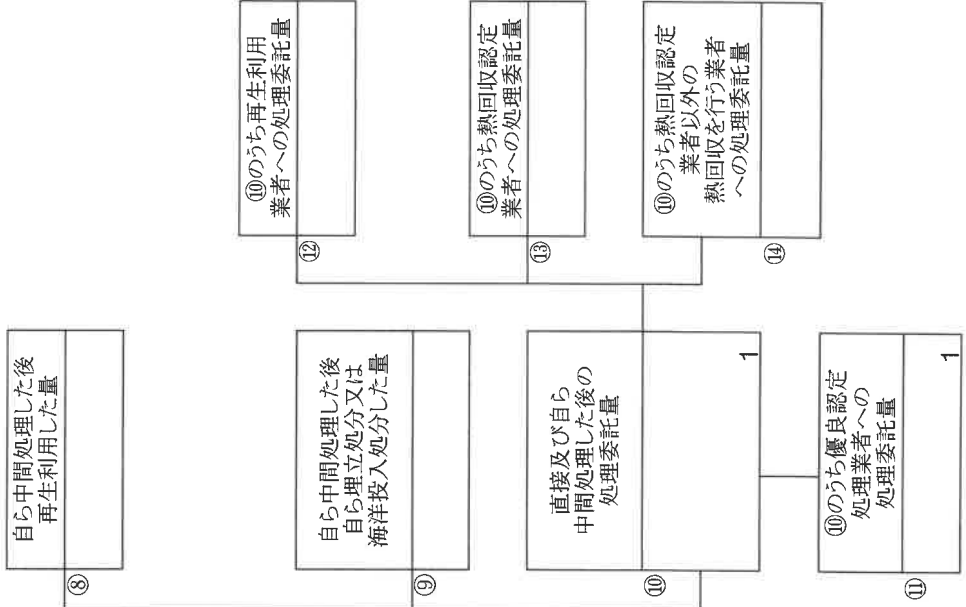 ⑧
自ら中間処理した後
再生利用した量
⑨
自ら中間処理した後
自ら埋立処分又は
海洋投入処分した量
⑩
直接及び自ら
中間処理した後の
処理委託量
1
⑪
⑩のうち優良認定
処理業者への
処理委託量
1
⑫
⑩のうち再生利用
業者への処理委託量
⑬
⑩のうち熱回収認定
業者への処理委託量
⑭
⑩のうち熱回収認定
業者以外の
熱回収を行う業者
への処理委託量